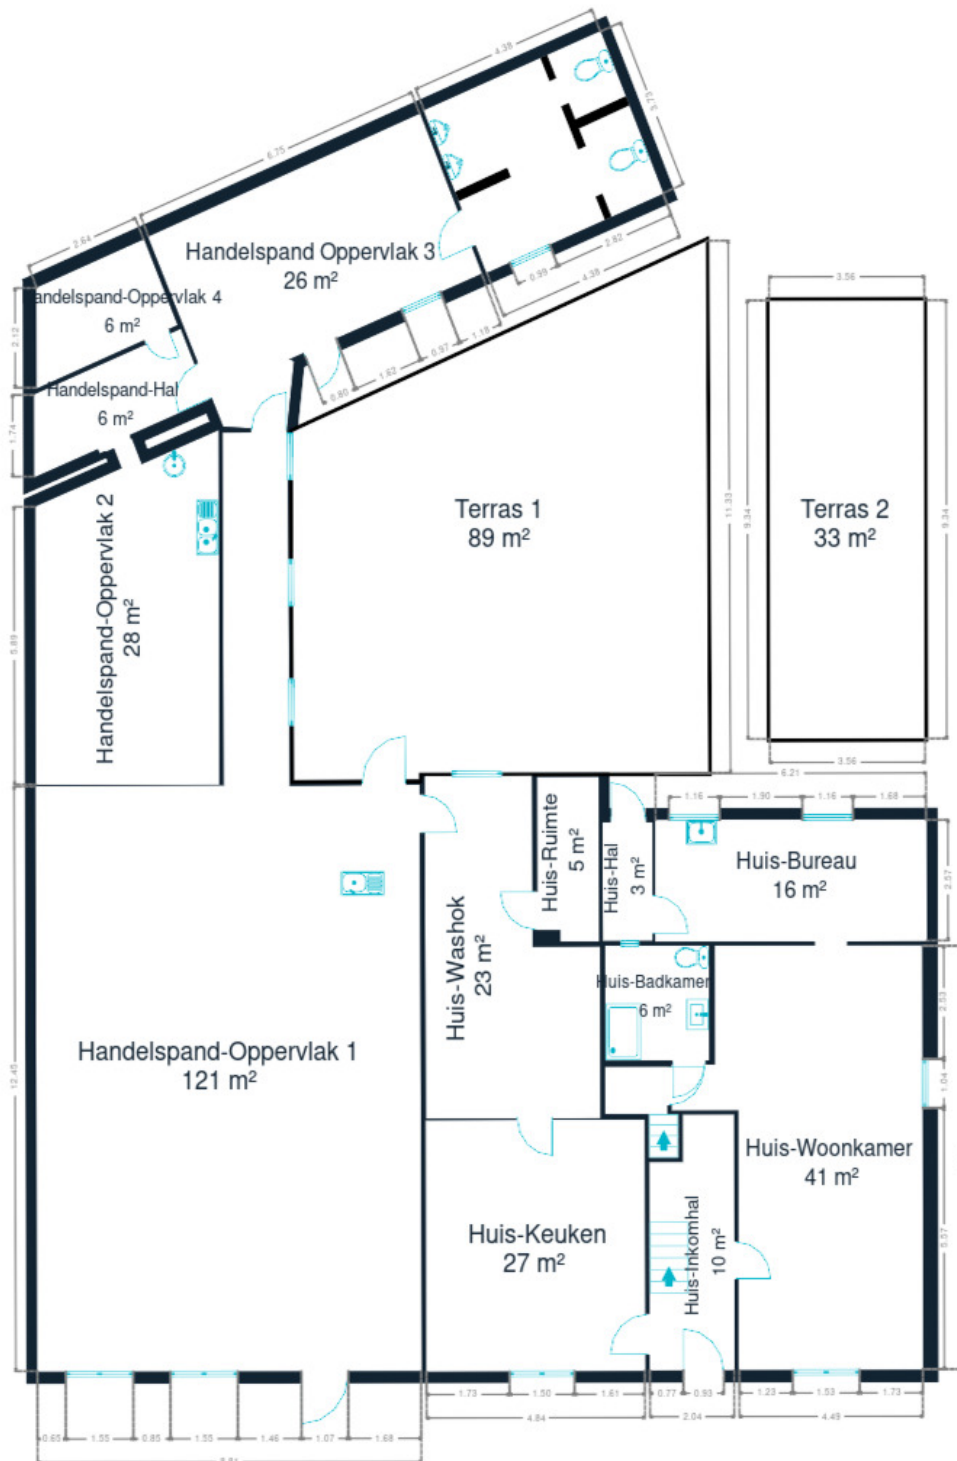 4.38
3.73
6.75
2.64
Handelspand Oppervlak 3
26 m²
2.82
0.99
4.38
3.56
andelspand-Oppervlak 4
6 m²
2.12
1.18
0.97
1.62
0.80
Handelspand-Hal
6 m²
1.74
Terras 1
89 m²
11.33
9.34
Terras 2
33 m²
9.34
Handelspand-Oppervlak 2
28 m²
5.89
3.56
6.21
1.16
1.90
1.16
1.68
Huis-Ruimte
5 m²
Huis-Hal
3 m²
Huis-Bureau
16 m²
2.57
Huis-Washok
23 m²
Huis-Badkamer
6 m²
2.53
Handelspand-Oppervlak 1
121 m²
12.45
1.04
Huis-Woonkamer
41 m²
5.57
Huis-Keuken
27 m²
Huis-Inkomhal
10 m²
1.73
1.50
1.61
0.77
0.93
1.23
1.53
1.73
4.84
2.04
4.49
0.65
1.55
0.85
1.55
1.46
1.07
1.68